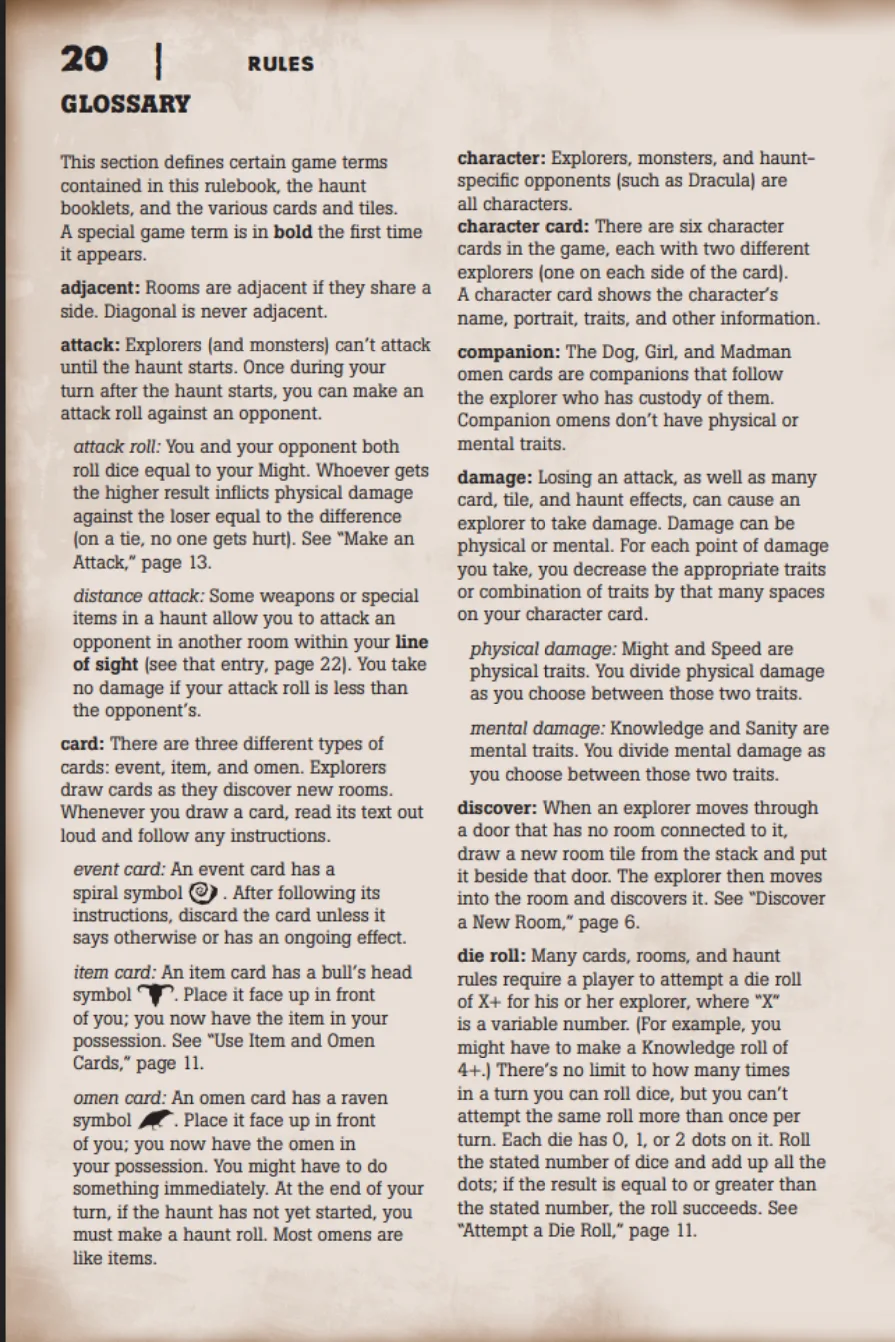 20 | RULES
GLOSSARY
This section defines certain game terms
contained in this rulebook, the haunt
booklets, and the various cards and tiles.
A special game term is in bold the first time
it appears.
adjacent: Rooms are adjacent if they share a
side. Diagonal is never adjacent.
attack: Explorers (and monsters) can't attack
until the haunt starts. Once during your
turn after the haunt starts, you can make an
attack roll against an opponent.
attack roll: You and your opponent both
roll dice equal to your Might. Whoever gets
the higher result inflicts physical damage
against the loser equal to the difference
(on a tie, no one gets hurt). See “Make an
Attack,” page 13.
distance attack: Some weapons or special
items in a haunt allow you to attack an
opponent in another room within your line
of sight (see that entry, page 22). You take
no damage if your attack roll is less than
the opponent's.
card: There are three different types of
cards: event, item, and omen. Explorers
draw cards as they discover new rooms.
Whenever you draw a card, read its text out
loud and follow any instructions.
event card: An event card has a
spiral symbol . After following its
instructions, discard the card unless it
says otherwise or has an ongoing effect.
item card: An item card has a bull's head
symbol . Place it face up in front
of you; you now have the item in your
possession. See “Use Item and Omen
Cards,” page 11.
omen card: An omen card has a raven
symbol . Place it face up in front
of you; you now have the omen in
your possession. You might have to do
something immediately. At the end of your
turn, if the haunt has not yet started, you
must make a haunt roll. Most omens are
like items.
character: Explorers, monsters, and haunt–
specific opponents (such as Dracula) are
all characters.
character card: There are six character
cards in the game, each with two different
explorers (one on each side of the card).
A character card shows the character's
name, portrait, traits, and other information.
companion: The Dog, Girl, and Madman
omen cards are companions that follow
the explorer who has custody of them.
Companion omens don't have physical or
mental traits.
damage: Losing an attack, as well as many
card, tile, and haunt effects, can cause an
explorer to take damage. Damage can be
physical or mental. For each point of damage
you take, you decrease the appropriate traits
or combination of traits by that many spaces
on your character card.
physical damage: Might and Speed are
physical traits. You divide physical damage
as you choose between those two traits.
mental damage: Knowledge and Sanity are
mental traits. You divide mental damage as
you choose between those two traits.
discover: When an explorer moves through
a door that has no room connected to it,
draw a new room tile from the stack and put
it beside that door. The explorer then moves
into the room and discovers it. See “Discover
a New Room,” page 6.
die roll: Many cards, rooms, and haunt
rules require a player to attempt a die roll
of X+ for his or her explorer, where “X”
is a variable number. (For example, you
might have to make a Knowledge roll of
4+.) There's no limit to how many times
in a turn you can roll dice, but you can't
attempt the same roll more than once per
turn. Each die has 0, 1, or 2 dots on it. Roll
the stated number of dice and add up all the
dots; if the result is equal to or greater than
the stated number, the roll succeeds. See
“Attempt a Die Roll,” page 11.